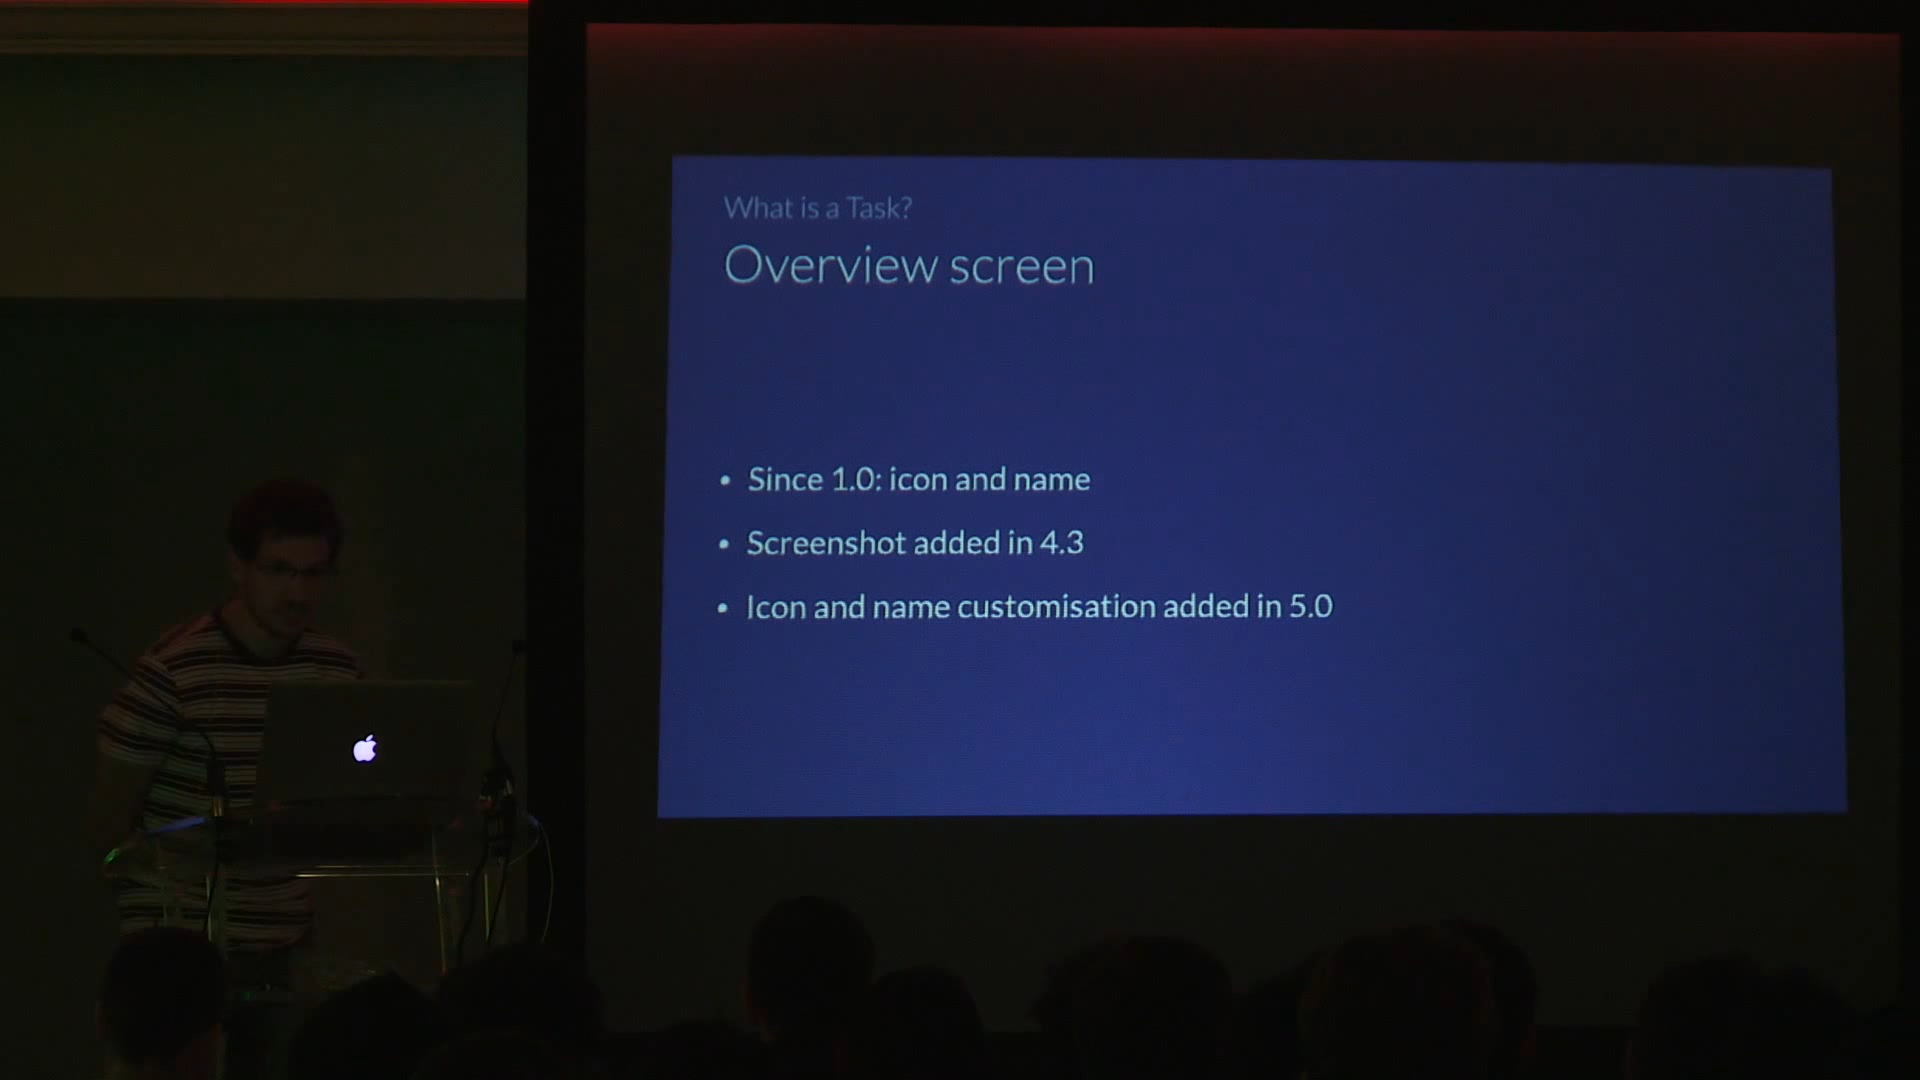 What is a Task?
Overview screen
• Since 1.0: icon and name
• Screenshot added in 4.3
• Icon and name customisation added in 5.0